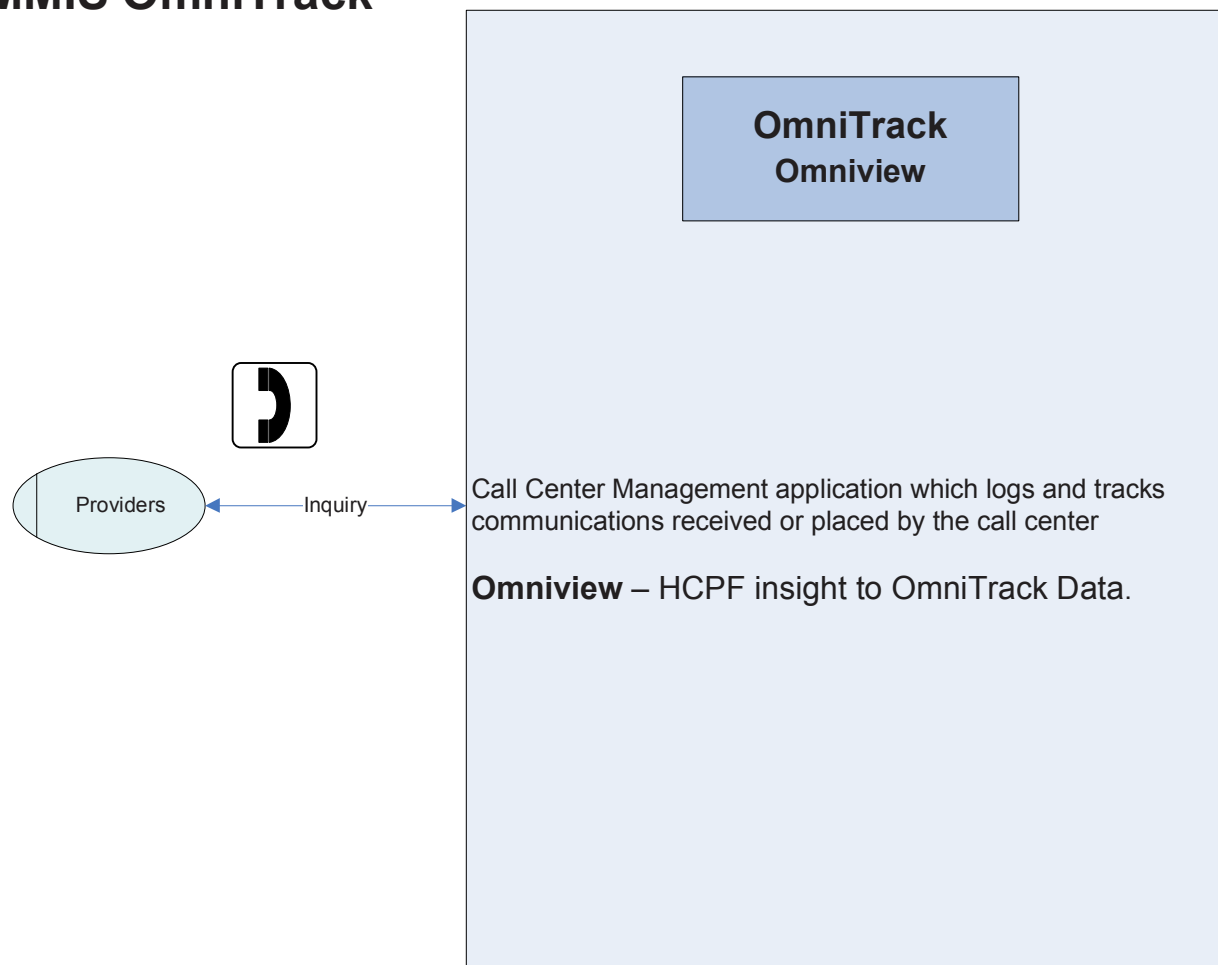 MMIS OmniTrack
OmniTrack
Omniview
Providers
Inquiry
Call Center Management application which logs and tracks
communications received or placed by the call center
Omniview – HCPF insight to OmniTrack Data.